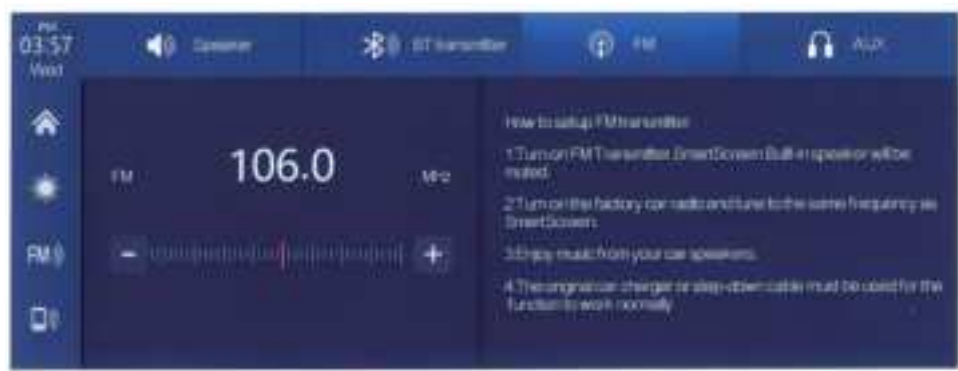 PM
03:57
Wed
Speaker
BT transmitter
FM
AUX
FM
106.0
MHz
FM
-
+
How to setup FM transmitter
1.Turn on FM Transmitter.SmartScreen Built-in speaker will be
muted.
2.Turn on the factory car radio and tune to the same frequency as
SmartScreen.
3.Enjoy music from your car speakers.
4.The original car charger or step-down cable must be used for the
function to work normally